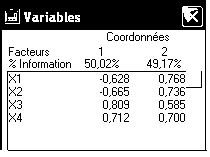 Variables
Coordonnées
Facteurs 1 2
% Information 50,02% 49,17%
X1 -0,628 0,768
X2 -0,665 0,736
X3 0,809 0,585
X4 0,712 0,700